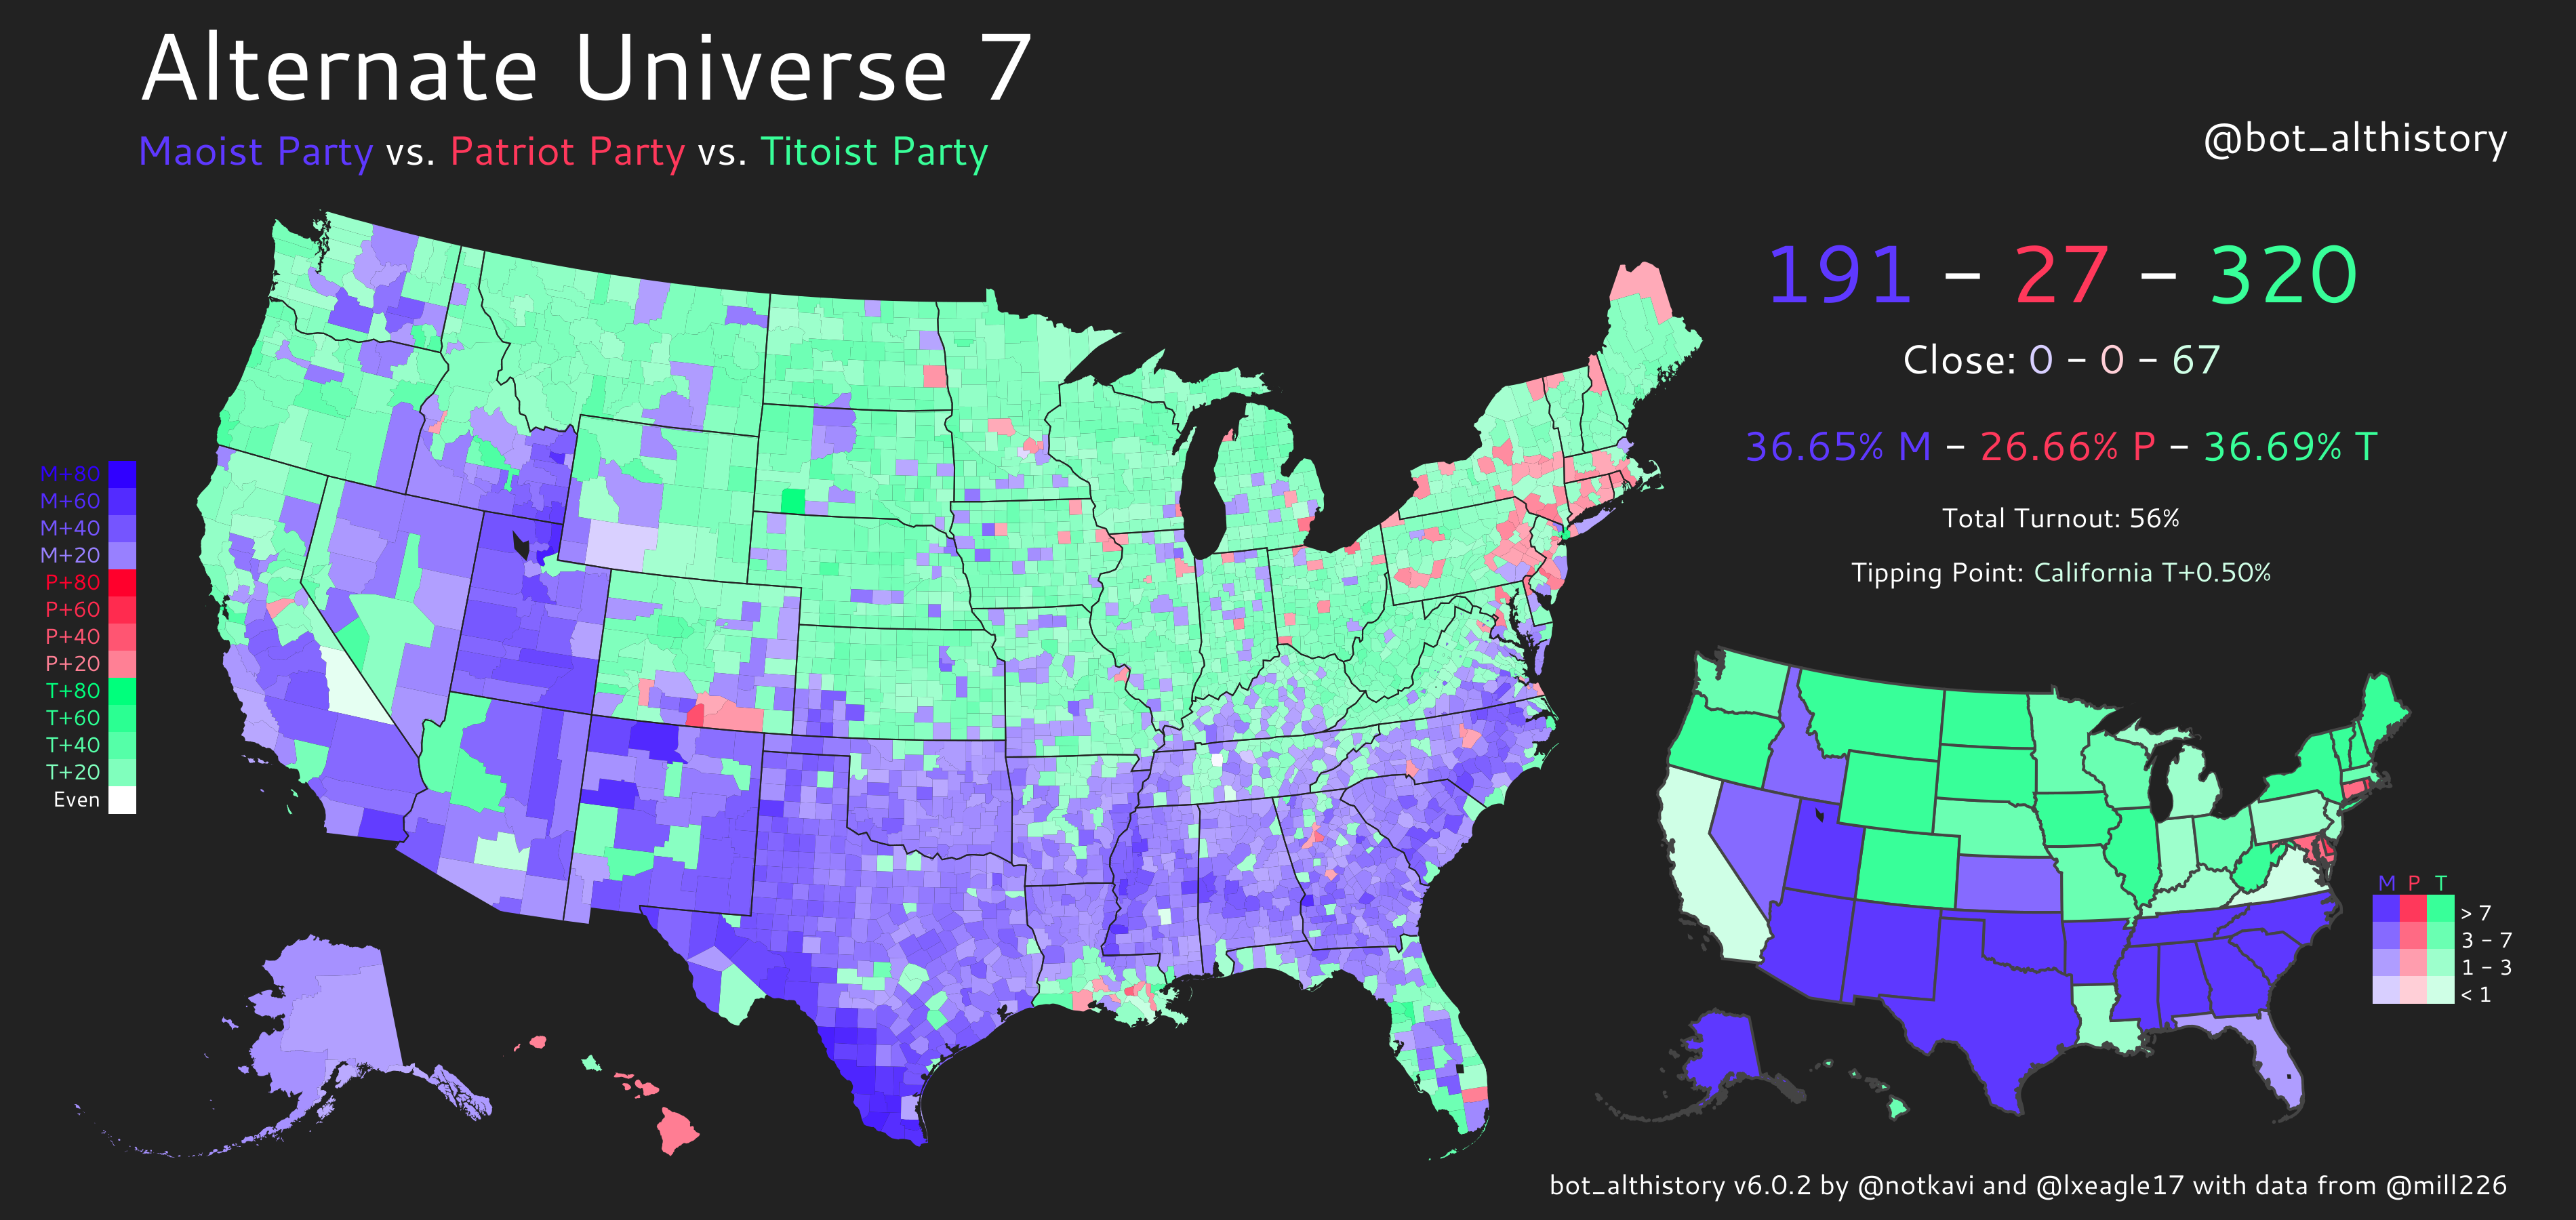 Alternate Universe 7
Maoist Party vs. Patriot Party vs. Titoist Party
@bot_althistory
191 - 27 - 320
Close: 0 - 0 - 67
36.65% M - 26.66% P - 36.69% T
Total Turnout: 56%
Tipping Point: California T+0.50%
M+80
M+60
M+40
M+20
P+80
P+60
P+40
P+20
T+80
T+60
T+40
T+20
Even
M P T
> 7
3 - 7
1 - 3
< 1
bot_althistory v6.0.2 by @notkavi and @lxeagle17 with data from @mill226